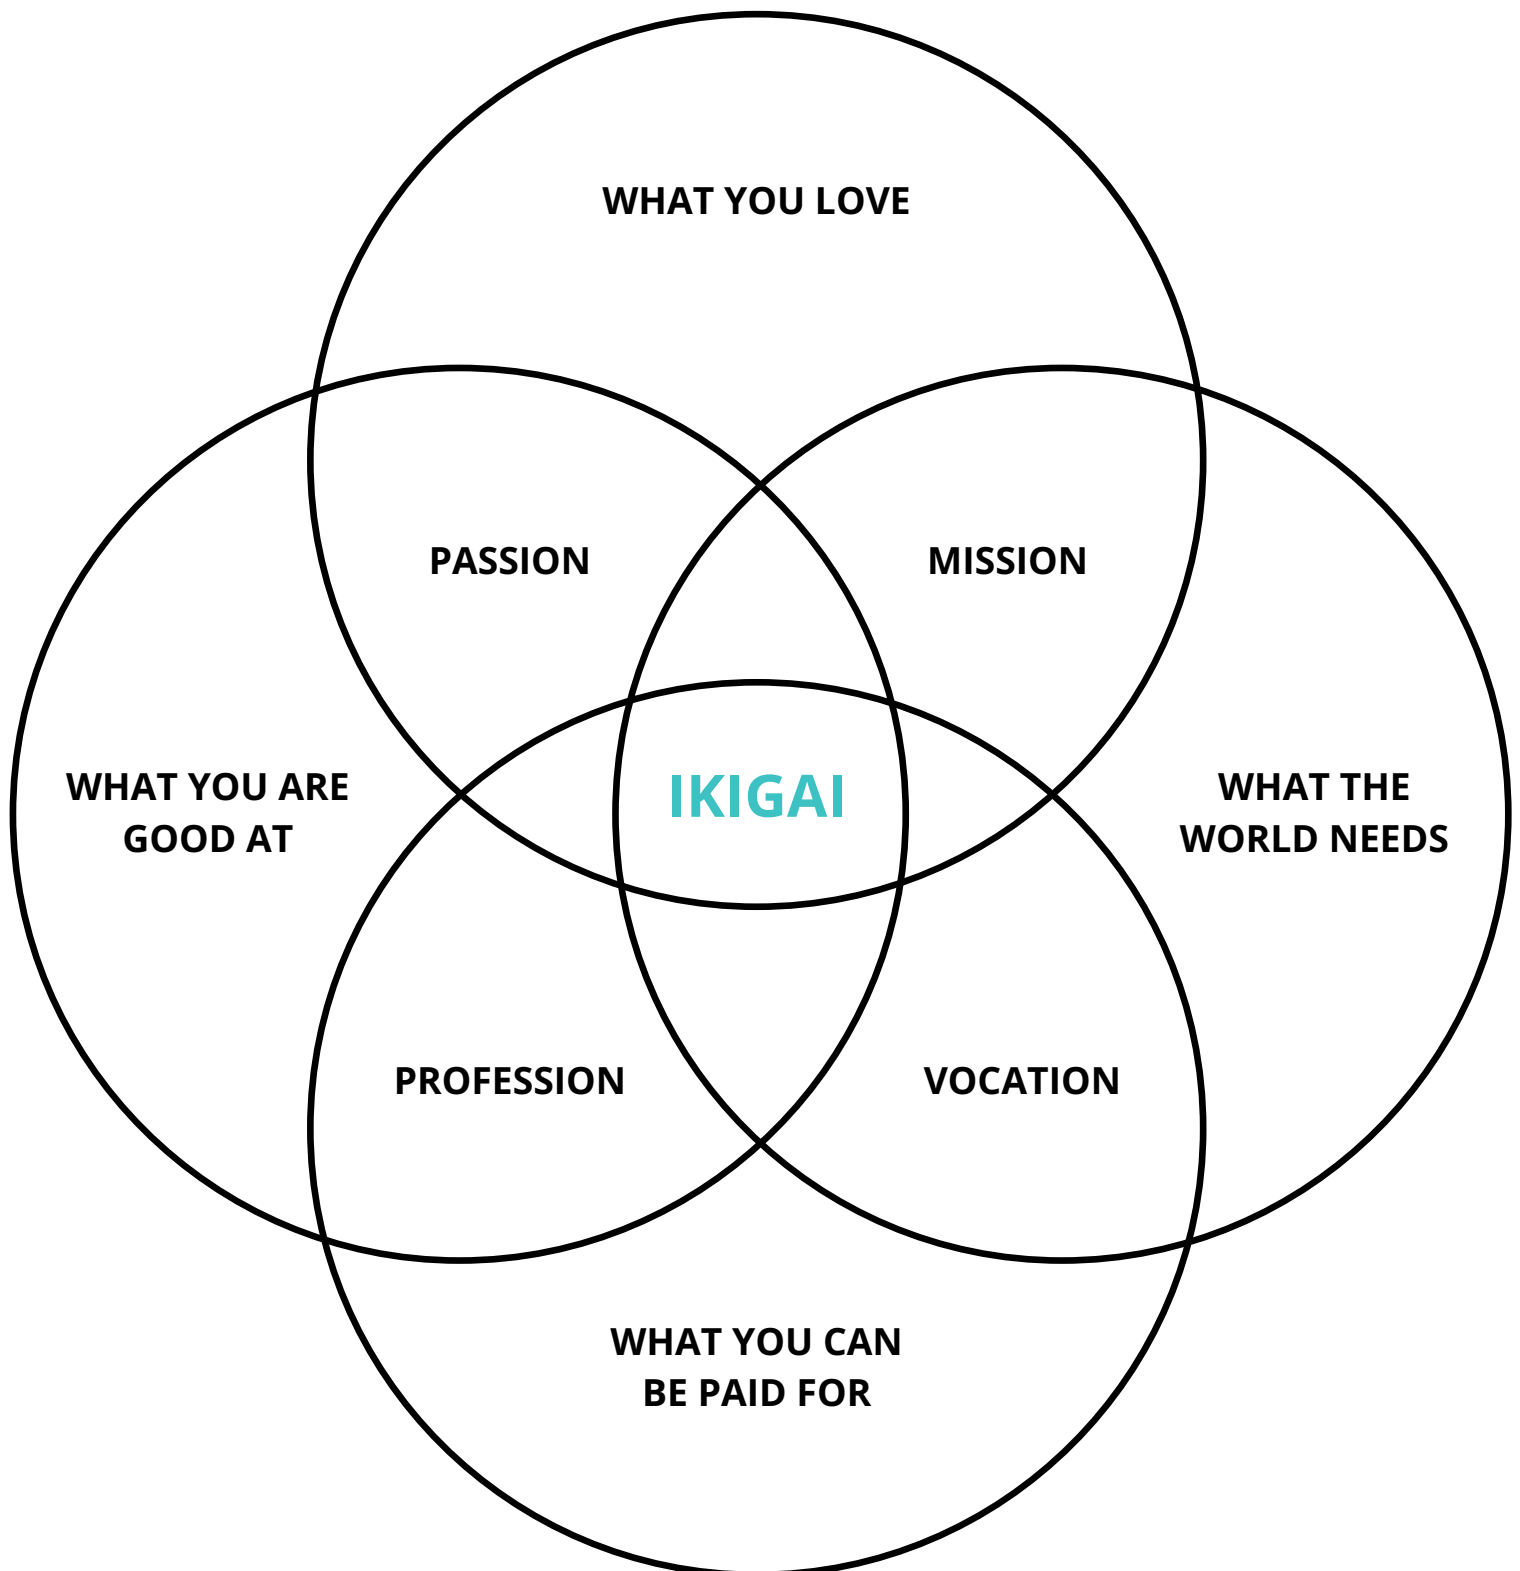 WHAT YOU LOVE
PASSION
MISSION
WHAT YOU ARE
GOOD AT
IKIGAI
WHAT THE
WORLD NEEDS
PROFESSION
VOCATION
WHAT YOU CAN
BE PAID FOR